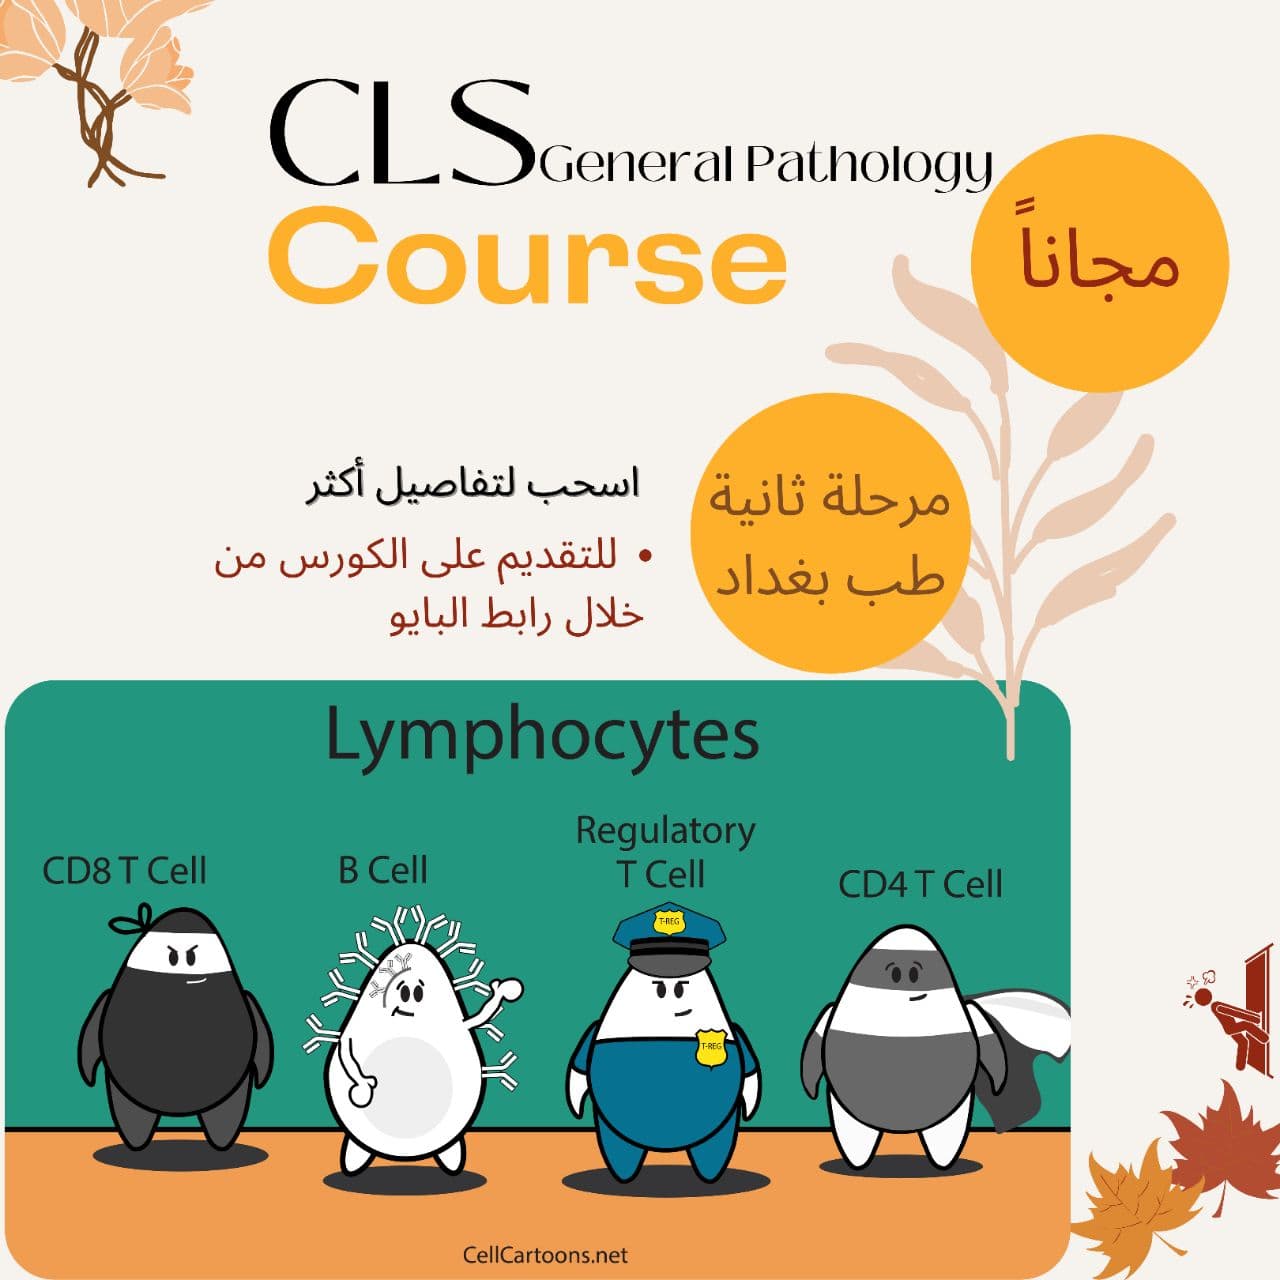 CLS General Pathology
Course
مجاناً
اسحب لتفاصيل أكثر
• للتقديم على الكورس من
خلال رابط البايو
مرحلة ثانية
طب بغداد
Lymphocytes
CD8 T Cell
B Cell
Regulatory
T Cell
CD4 T Cell
T-REG
T-REG
CellCartoons.net